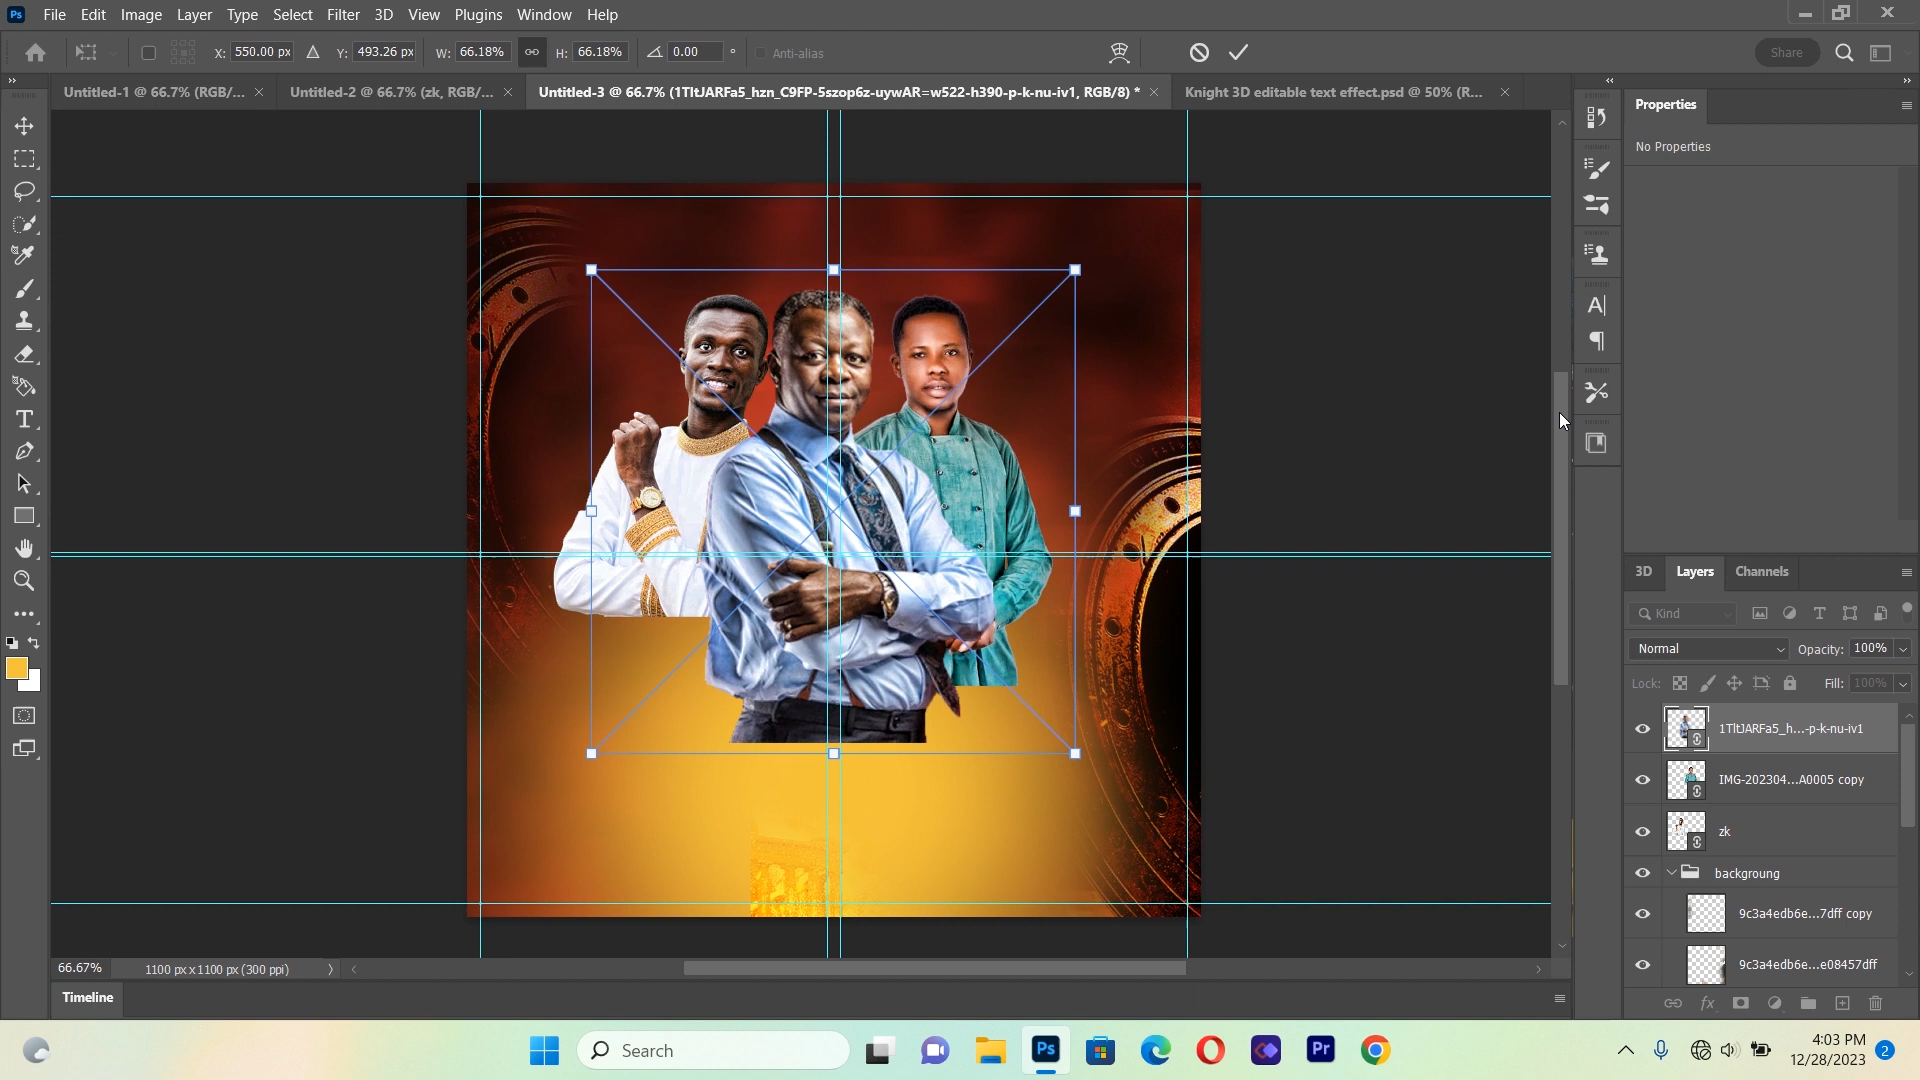 Ps File Edit Image Layer Type Select Filter 3D View Plugins Window Help
X: 550.00 px Y: 493.26 px W: 66.18% H: 66.18% 0.00 ° Anti-alias Share
Untitled-1 @ 66.7% (RGB/... Untitled-2 @ 66.7% (zk, RGB/... Untitled-3 @ 66.7% (1TltJARFa5_hzn_C9FP-5szop6z-uywAR=w522-h390-p-k-nu-iv1, RGB/8) * Knight 3D editable text effect.psd @ 50% (R...
Properties
No Properties
3D Layers Channels
Kind
Normal Opacity: 100%
Lock: Fill: 100%
1TltJARFa5_h...-p-k-nu-iv1
IMG-202304...A0005 copy
zk
backgroung
9c3a4edb6e...7dff copy
9c3a4edb6e...e08457dff
66.67% 1100 px x 1100 px (300 ppi)
Timeline
Search
Ps
Pr
4:03 PM
12/28/2023
2